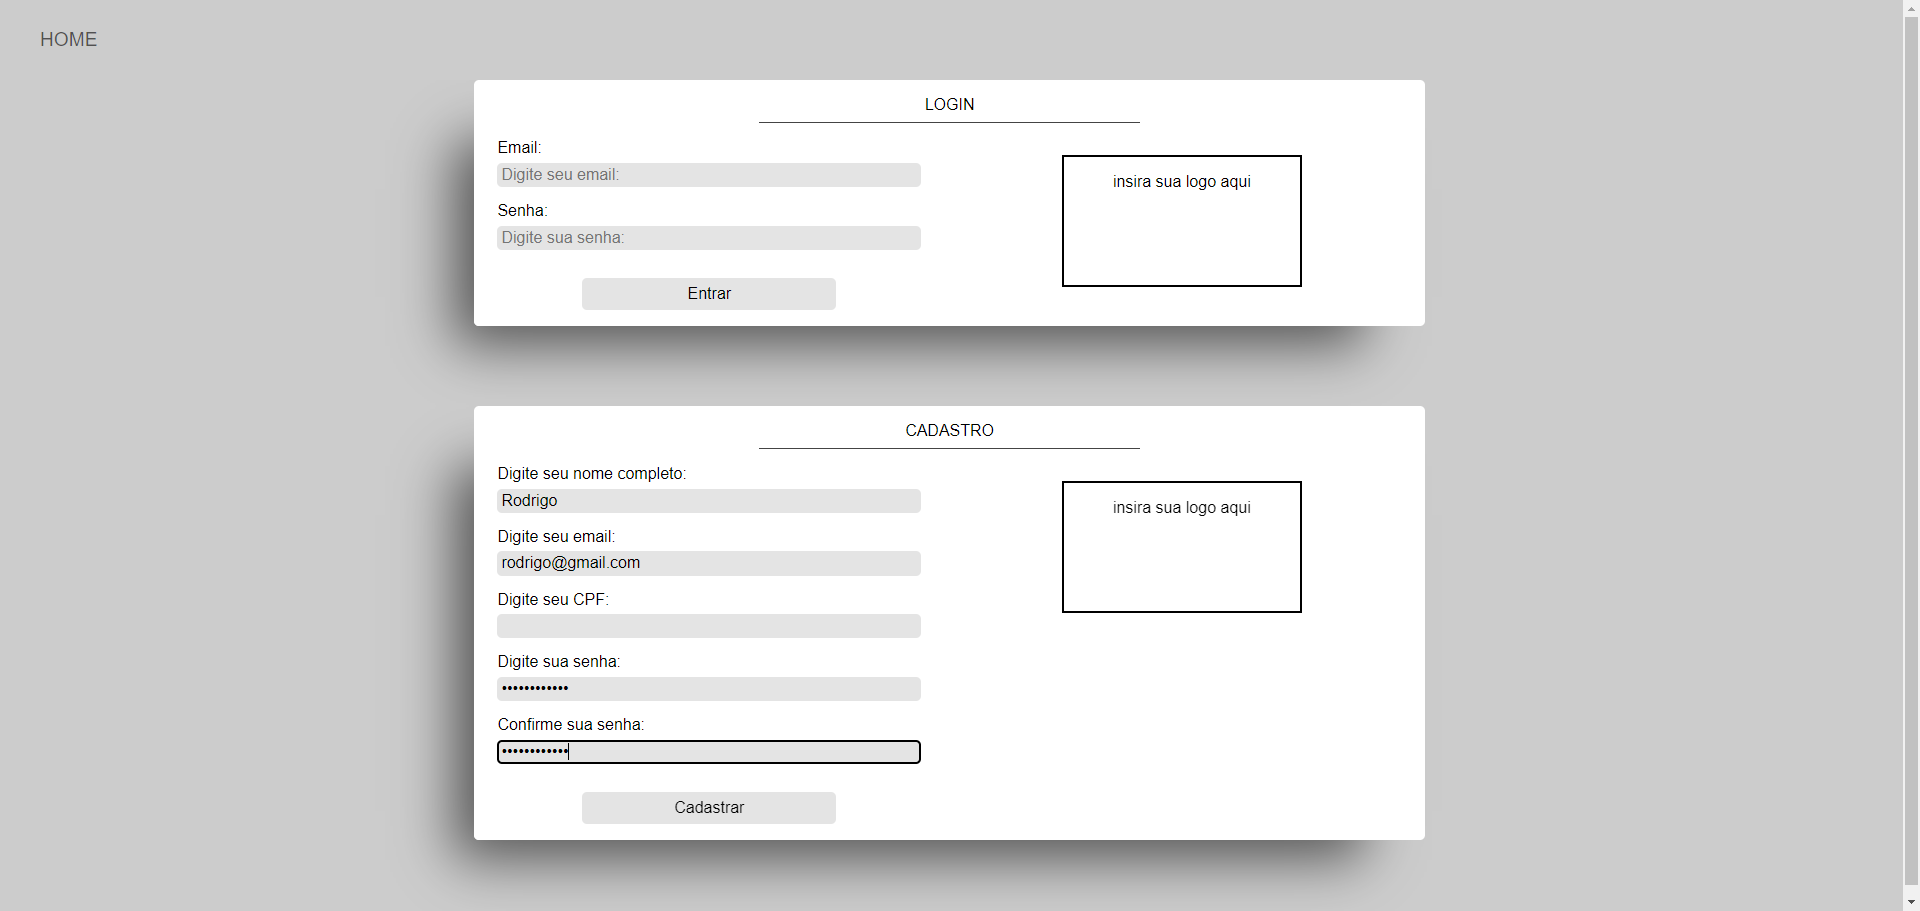 HOME
LOGIN
Email:
Digite seu email:
Senha:
Digite sua senha:
Entrar
insira sua logo aqui
CADASTRO
Digite seu nome completo:
Rodrigo
Digite seu email:
rodrigo@gmail.com
Digite seu CPF:
Digite sua senha:
••••••••••••
Confirme sua senha:
••••••••••••
Cadastrar
insira sua logo aqui